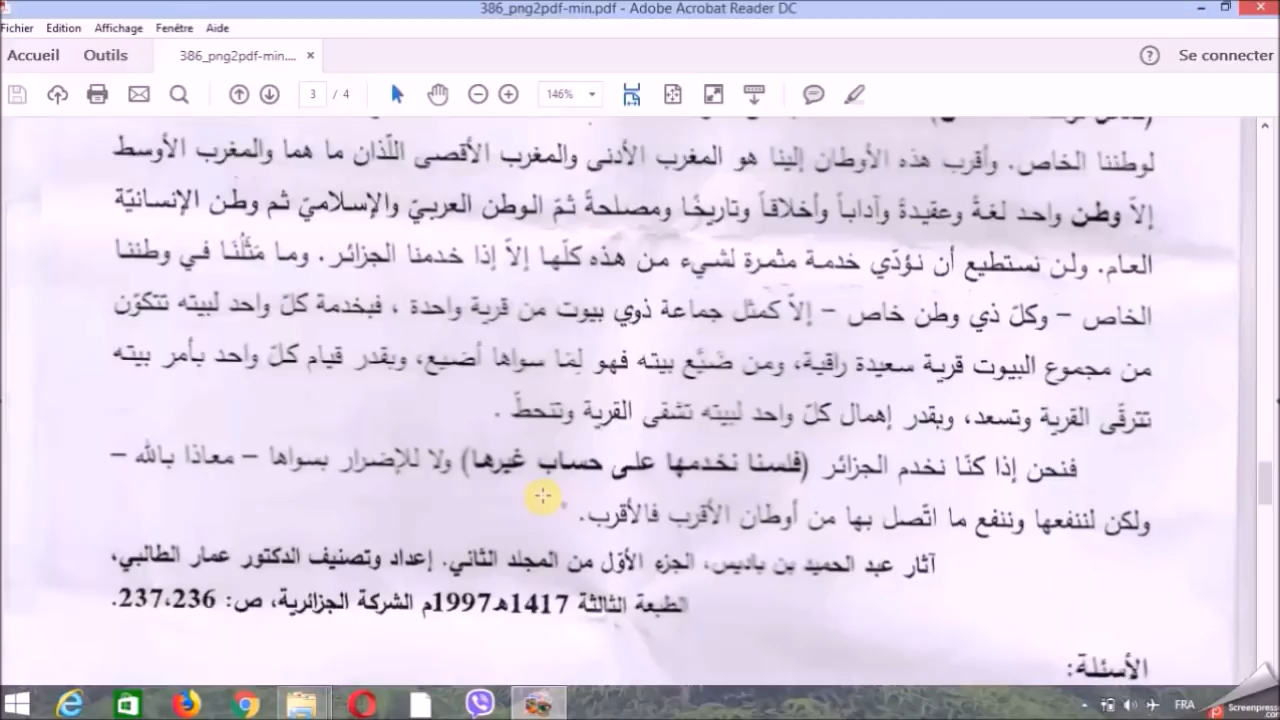 386_png2pdf-min.pdf - Adobe Acrobat Reader DC
Fichier Edition Affichage Fenêtre Aide
Accueil Outils 386_png2pdf-min.... × Se connecter
3 / 4 146%
لوطننا الخاص. وأقرب هذه الأوطان إلينا هو المغرب الأدنى والمغرب الأقصى اللّذان ما هما والمغرب الأوسط
إلاّ وطن واحد لغةً وعقيدةً وآداباً وأخلاقاً وتاريخًا ومصلحةً ثمّ الوطن العربيّ والإسلاميّ ثم وطن الإنسانيّة
العام. ولن نستطيع أن نؤدّي خدمة مثمرة لشيء من هذه كلّها إلاّ إذا خدمنا الجزائر. وما مَثَلُنَا في وطننا
الخاص – وكلّ ذي وطن خاص – إلاّ كمثل جماعة ذوي بيوت من قرية واحدة ، فبخدمة كلّ واحد لبيته تتكوّن
من مجموع البيوت قرية سعيدة راقية، ومن ضَيَّع بيته فهو لِمَا سواها أضيع، وبقدر قيام كلّ واحد بأمر بيته
تترقّى القرية وتسعد، وبقدر إهمال كلّ واحد لبيته تشقى القرية وتنحطّ .
فنحن إذا كنّا نخدم الجزائر (فلسنا نخدمها على حساب غيرها) ولا للإضرار بسواها – معاذا بالله –
ولكن لننفعها وننفع ما اتّصل بها من أوطان الأقرب فالأقرب.
آثار عبد الحميد بن باديس، الجزء الأوّل من المجلد الثاني. إعداد وتصنيف الدكتور عمار الطالبي،
الطبعة الثالثة 1417هـ1997م الشركة الجزائرية، ص: 237،236.
الأسئلة:
FRA
Screenpress